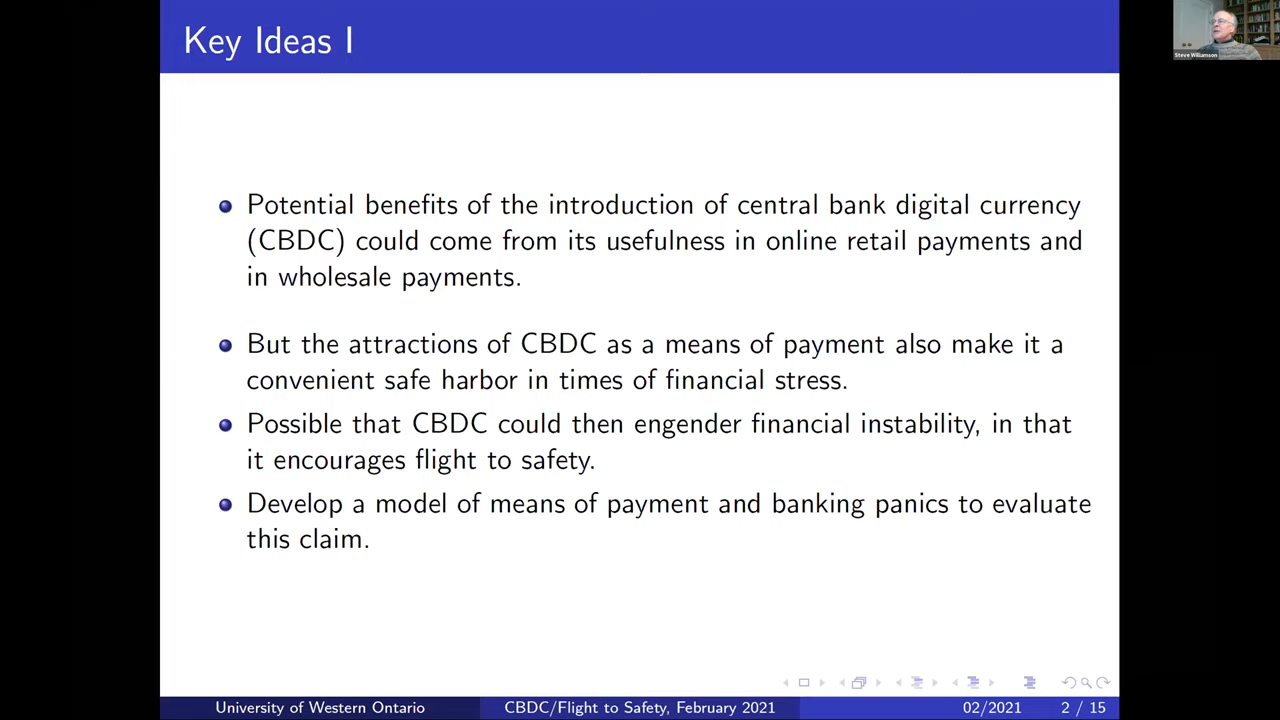 Key Ideas I
Steve Williamson
Potential benefits of the introduction of central bank digital currency
(CBDC) could come from its usefulness in online retail payments and
in wholesale payments.
But the attractions of CBDC as a means of payment also make it a
convenient safe harbor in times of financial stress.
Possible that CBDC could then engender financial instability, in that
it encourages flight to safety.
Develop a model of means of payment and banking panics to evaluate
this claim.
University of Western Ontario
CBDC/Flight to Safety, February 2021
02/2021
2 / 15